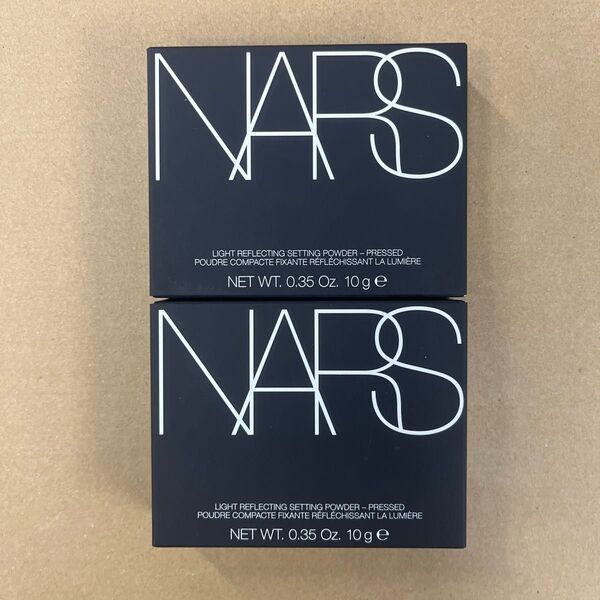 NARS
LIGHT REFLECTING SETTING POWDER – PRESSED
POUDRE COMPACTE FIXANTE RÉFLÉCHISSANT LA LUMIÈRE
NET WT. 0.35 Oz. 10 g ℮
NARS
LIGHT REFLECTING SETTING POWDER – PRESSED
POUDRE COMPACTE FIXANTE RÉFLÉCHISSANT LA LUMIÈRE
NET WT. 0.35 Oz. 10 g ℮